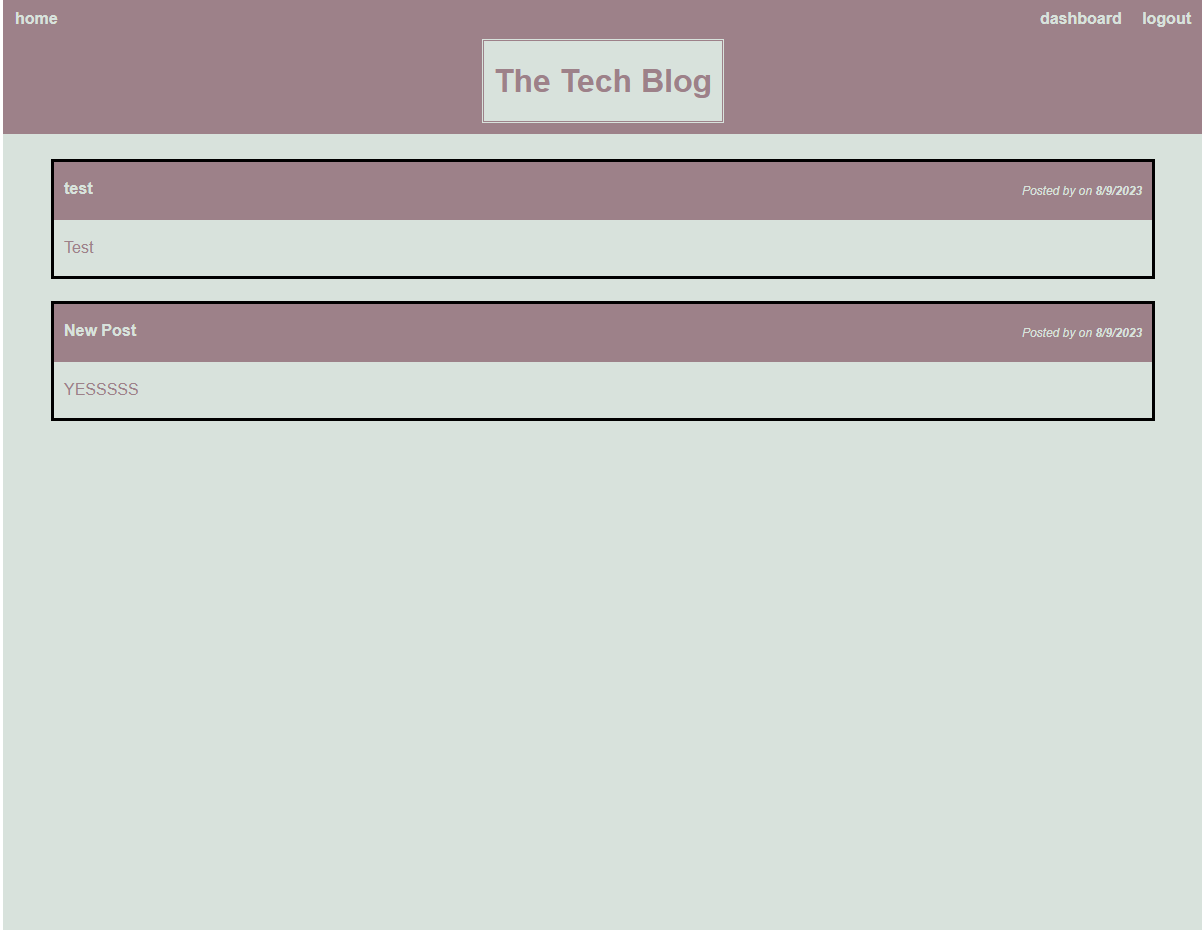 home dashboard logout
The Tech Blog
test Posted by on 8/9/2023
Test
New Post Posted by on 8/9/2023
YESSSSS